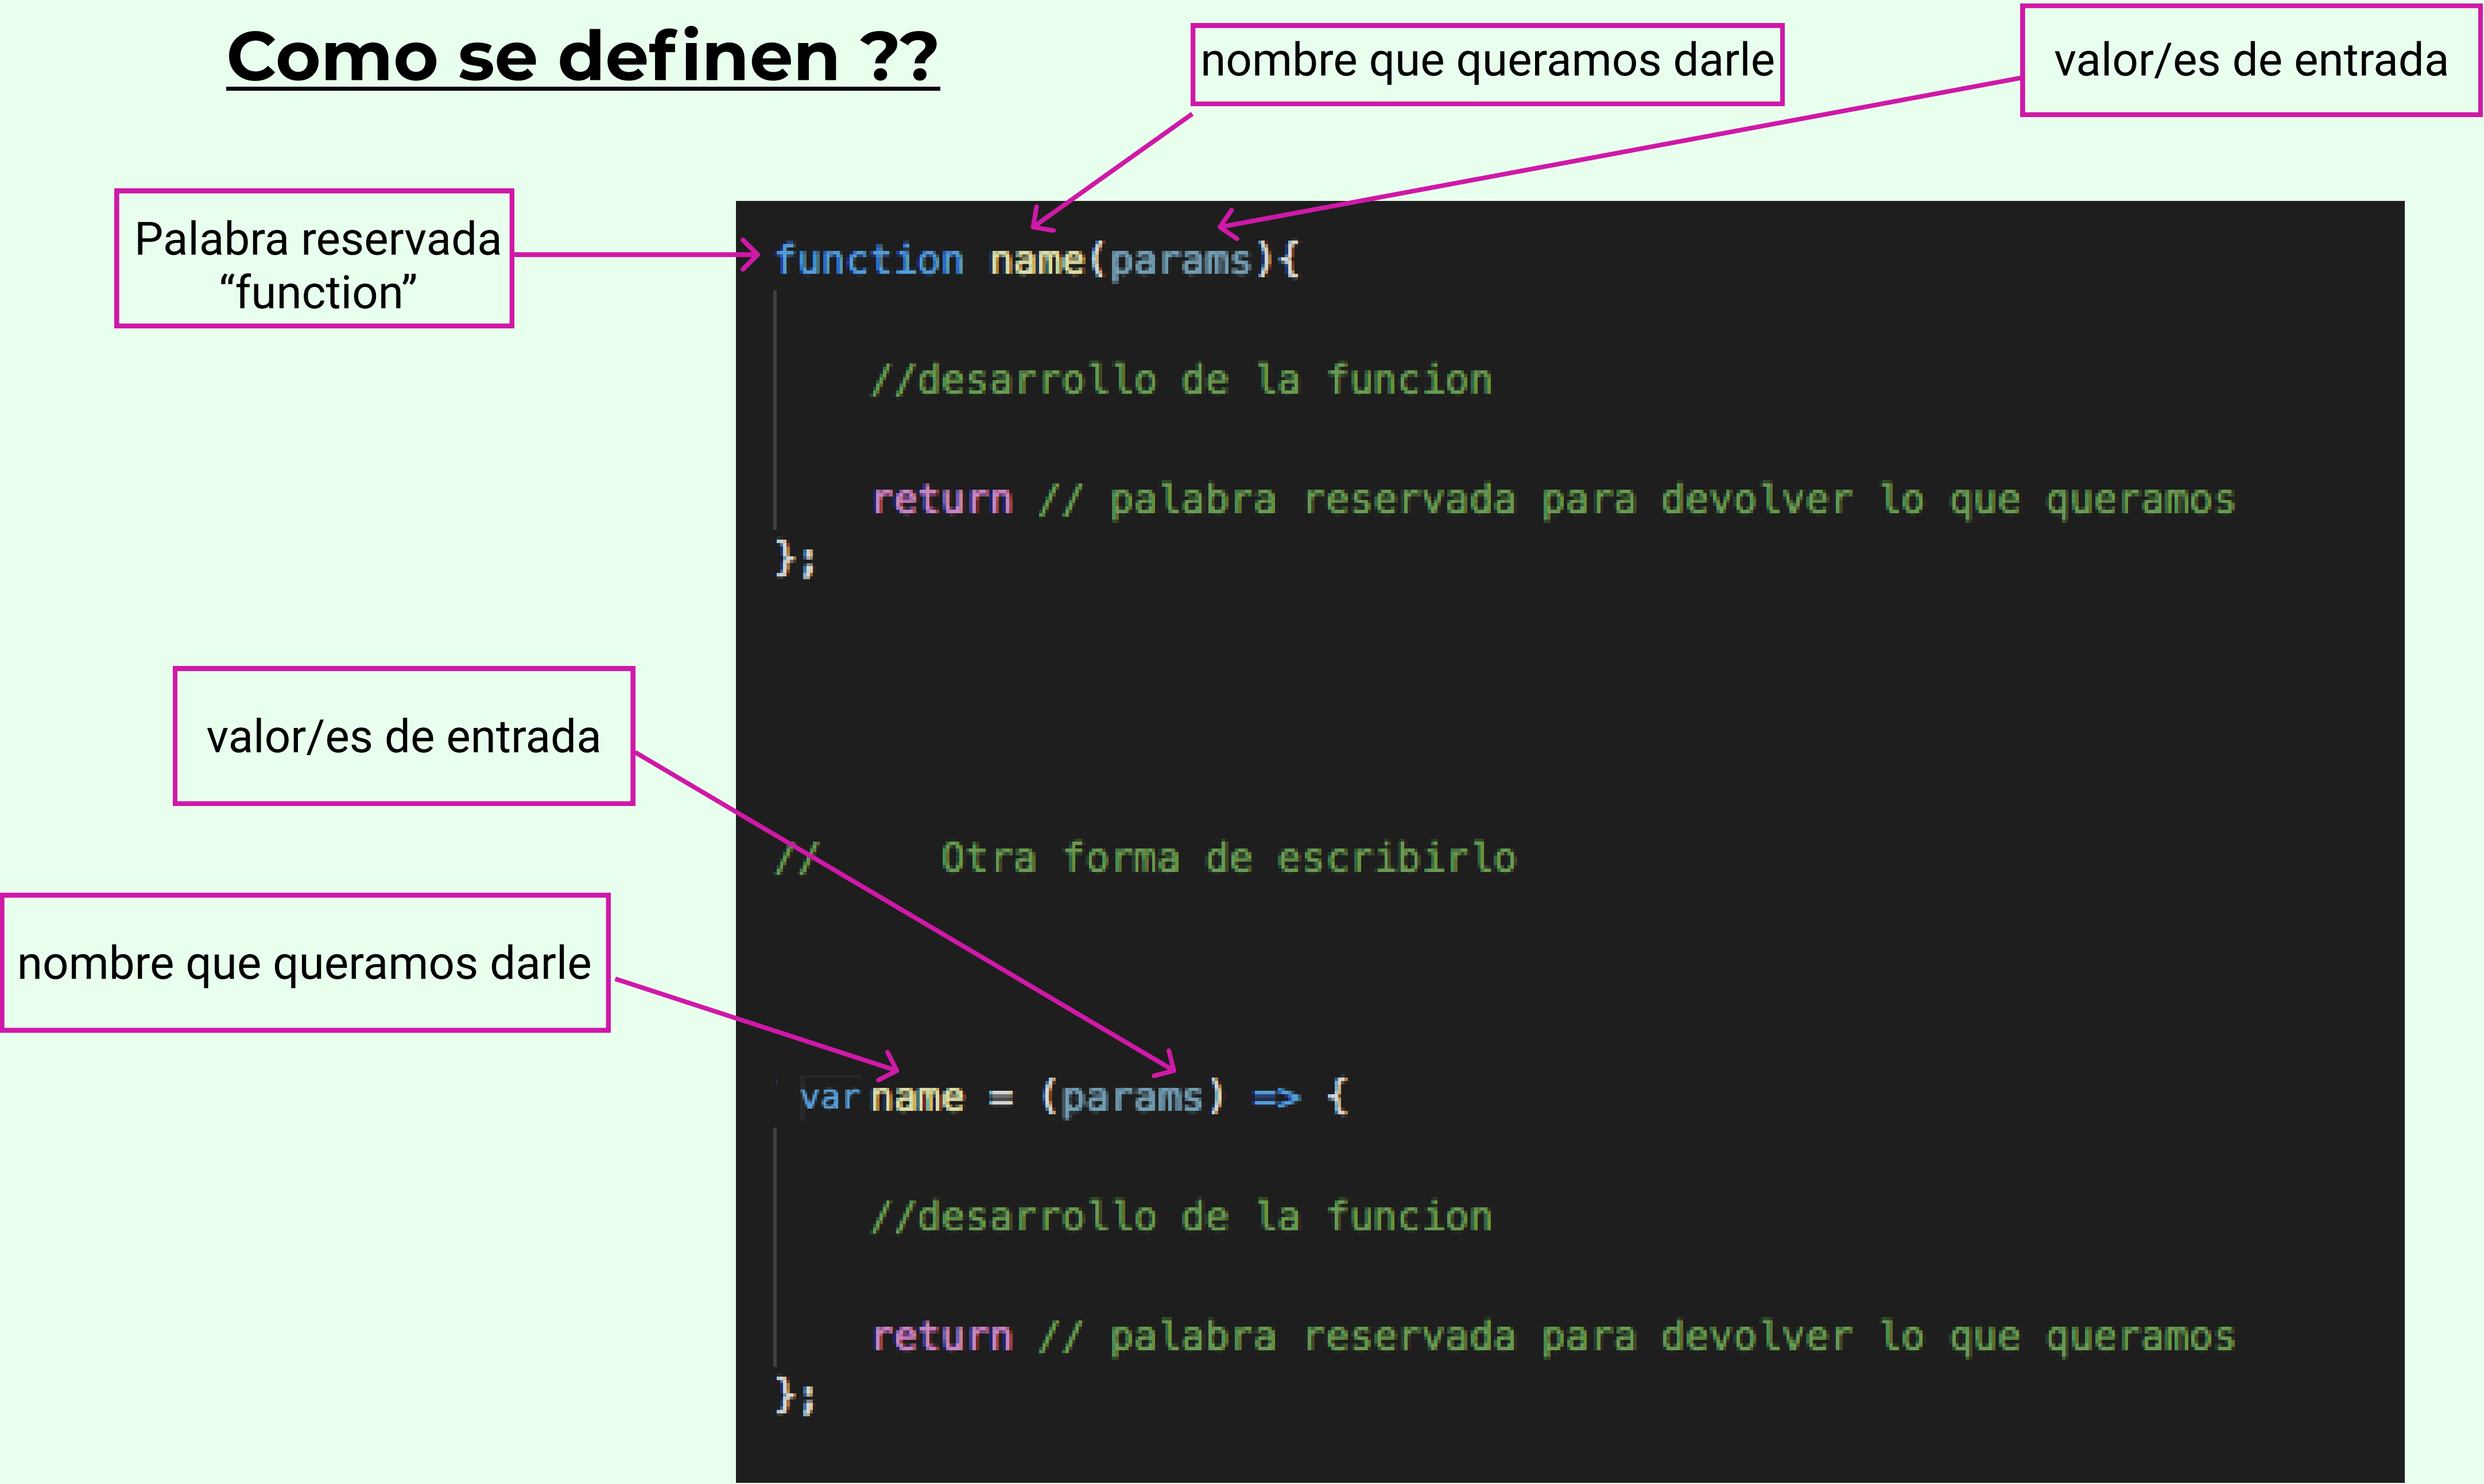 Como se definen ??
nombre que queramos darle
valor/es de entrada
Palabra reservada
“function”
function name(params){
//desarrollo de la funcion
return // palabra reservada para devolver lo que queramos
};
valor/es de entrada
// Otra forma de escribirlo
nombre que queramos darle
var name = (params) => {
//desarrollo de la funcion
return // palabra reservada para devolver lo que queramos
};